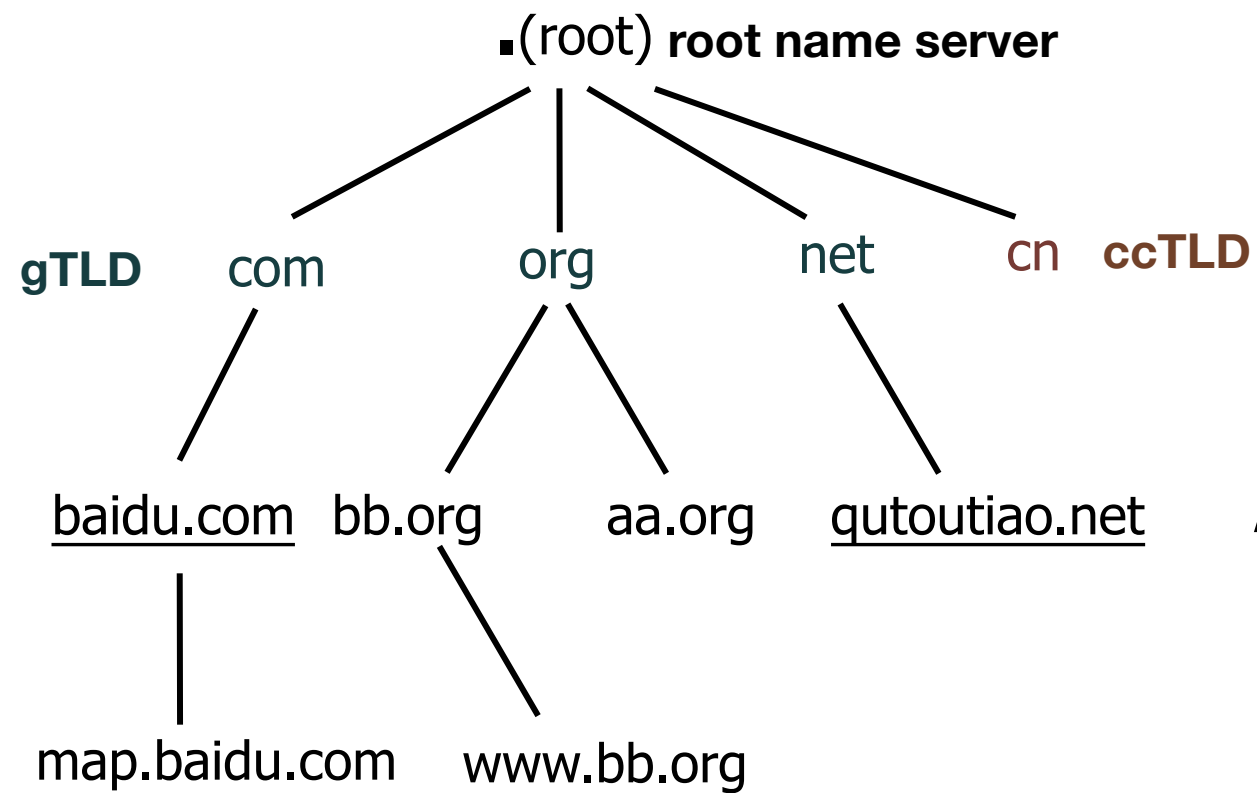 .(root) root name server
gTLD com org net cn ccTLD
baidu.com bb.org aa.org qutoutiao.net
map.baidu.com www.bb.org